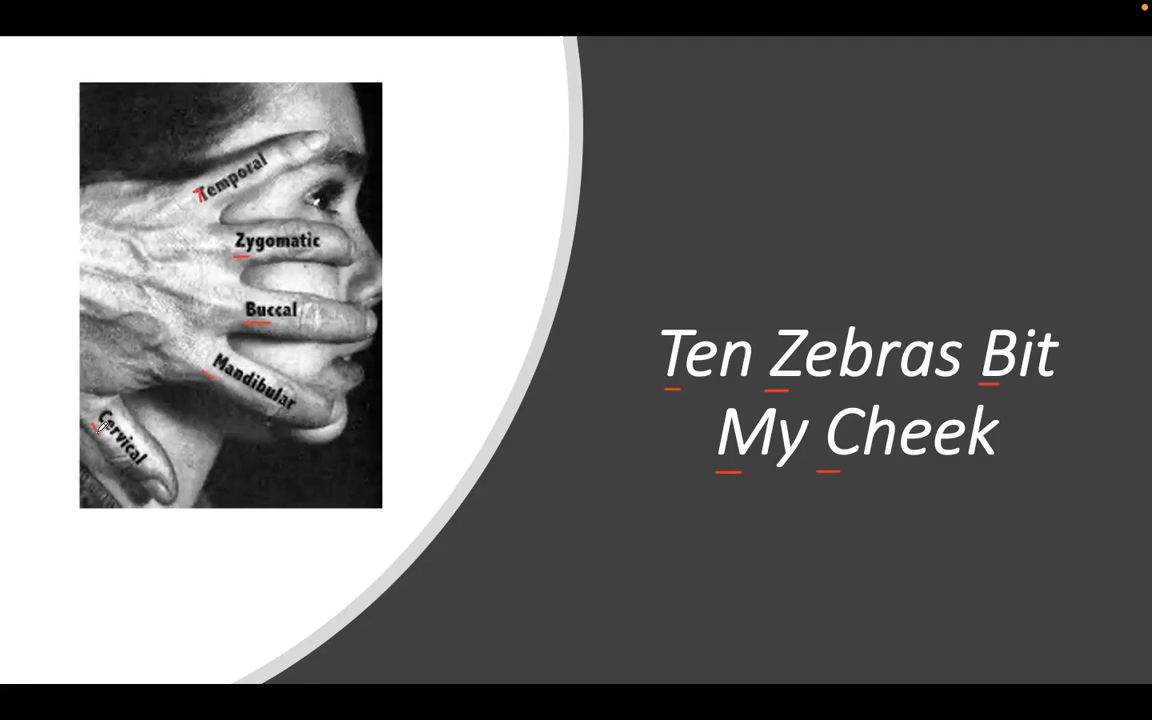 Temporal
Zygomatic
Buccal
Mandibular
Cervical
Ten Zebras Bit
My Cheek